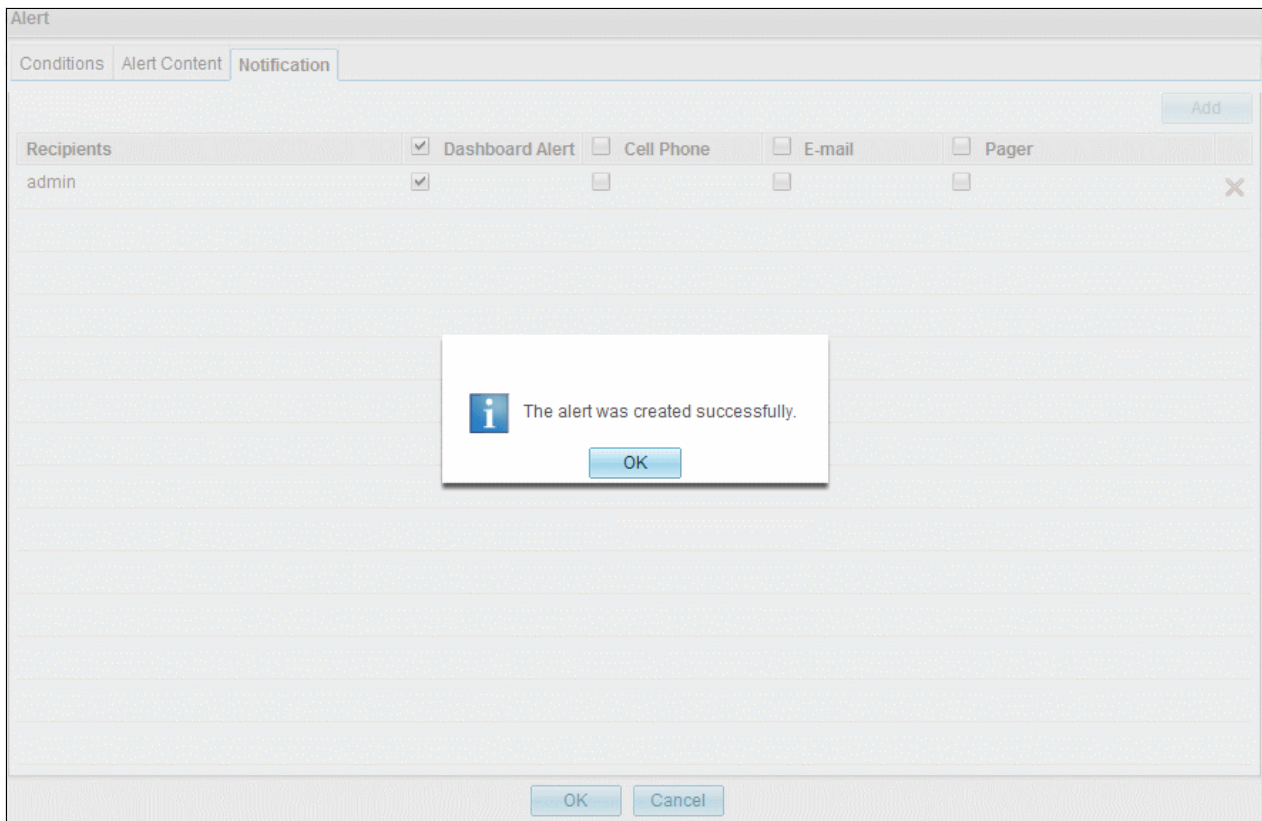 Alert
Conditions Alert Content Notification
Add
Recipients Dashboard Alert Cell Phone E-mail Pager
admin
The alert was created successfully.
OK
OK Cancel